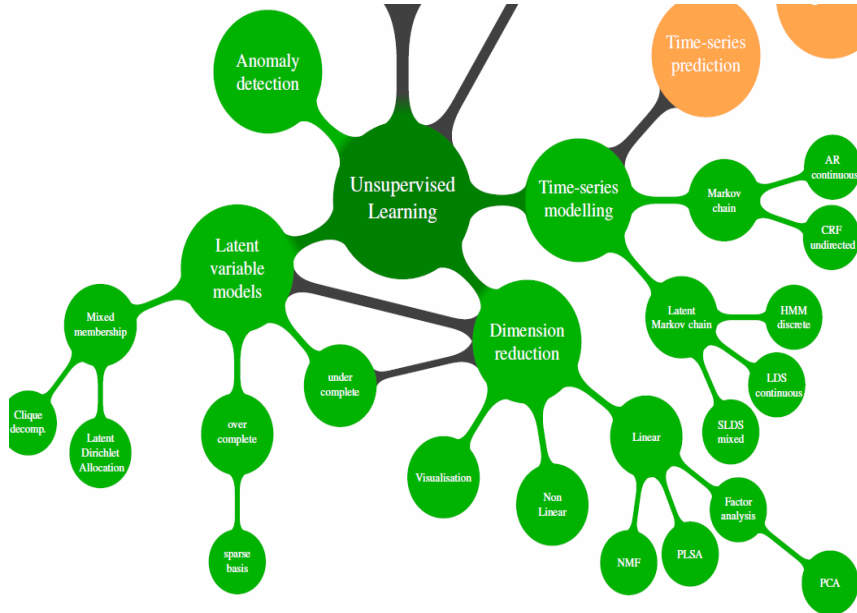 Anomaly
detection
Time-series
prediction
Unsupervised
Learning
Time-series
modelling
Markov
chain
AR
continuous
CRF
undirected
Latent
variable
models
Mixed
membership
Latent
Markov chain
HMM
discrete
Dimension
reduction
under
complete
LDS
continuous
Clique
decomp.
Latent
Dirichlet
Allocation
over
complete
Linear
SLDS
mixed
Visualisation
Non
Linear
Factor
analysis
sparse
basis
NMF
PLSA
PCA